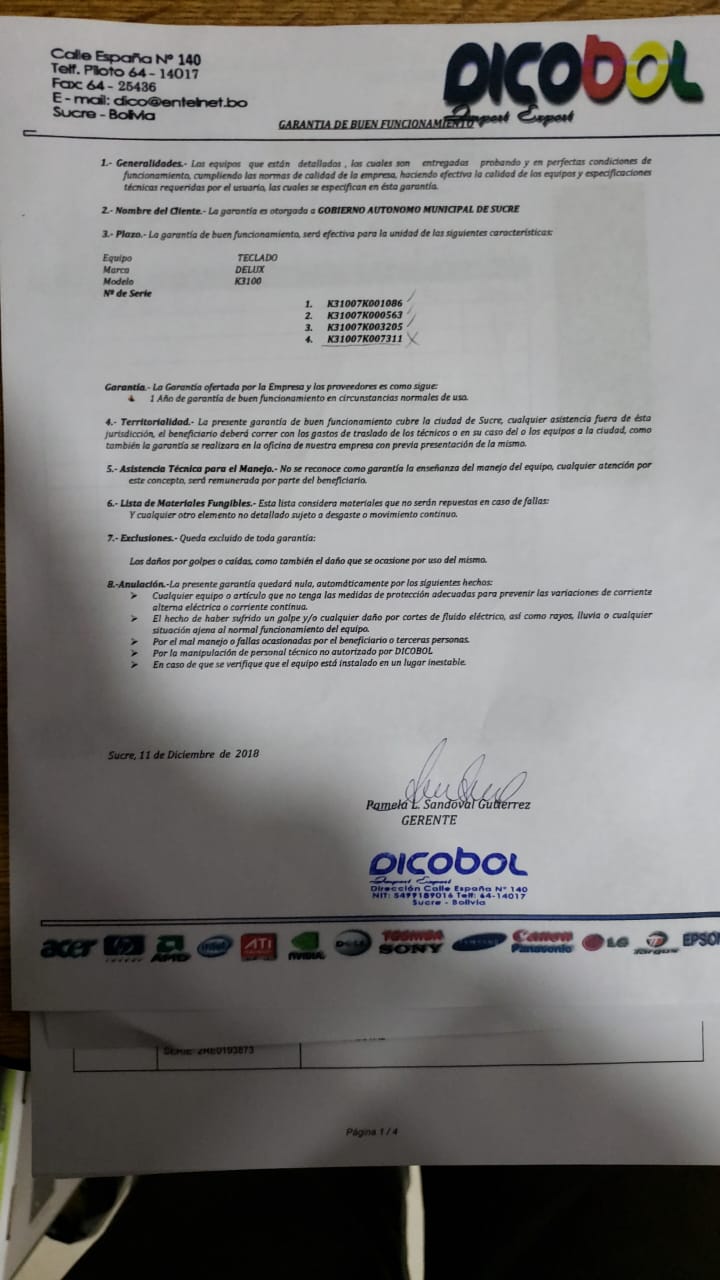 Calle España Nº 140
Telf. Piloto 64 - 14017
Fax: 64 - 25436
E - mail: dico@entelnet.bo
Sucre - Bolivia
DICOBOL
Import Export
GARANTIA DE BUEN FUNCIONAMIENTO
1.- Generalidades.- Los equipos que están detallados , los cuales son entregadas probando y en perfectas condiciones de
funcionamiento, cumpliendo las normas de calidad de la empresa, haciendo efectiva la calidad de los equipos y especificaciones
técnicas requeridas por el usuario, las cuales se especifican en ésta garantía.
2.- Nombre del Cliente.- La garantía es otorgada a GOBIERNO AUTONOMO MUNICIPAL DE SUCRE
3.- Plazo.- La garantía de buen funcionamiento, será efectiva para la unidad de las siguientes características:
Equipo TECLADO
Marca DELUX
Modelo K3100
Nº de Serie
1. K31007K001086
2. K31007K000563
3. K31007K003205
4. K31007K007311
Garantía.- La Garantía ofertada por la Empresa y los proveedores es como sigue:
1 Año de garantía de buen funcionamiento en circunstancias normales de uso.
4.- Territorialidad.- La presente garantía de buen funcionamiento cubre la ciudad de Sucre, cualquier asistencia fuera de ésta
jurisdicción, el beneficiario deberá correr con los gastos de traslado de los técnicos o en su caso del o los equipos a la ciudad, como
también la garantía se realizara en la oficina de nuestra empresa con previa presentación de la misma.
5.- Asistencia Técnica para el Manejo.- No se reconoce como garantía la enseñanza del manejo del equipo, cualquier atención por
este concepto, será remunerada por parte del beneficiario.
6.- Lista de Materiales Fungibles.- Esta lista considera materiales que no serán repuestos en caso de fallas:
Y cualquier otro elemento no detallado sujeto a desgaste o movimiento continuo.
7.- Exclusiones.- Queda excluido de toda garantía:
Los daños por golpes o caídas, como también el daño que se ocasione por uso del mismo.
8.-Anulación.-La presente garantía quedará nula, automáticamente por los siguientes hechos:
➢ Cualquier equipo o artículo que no tenga las medidas de protección adecuadas para prevenir las variaciones de corriente
alterna eléctrica o corriente continua.
➢ El hecho de haber sufrido un golpe y/o cualquier daño por cortes de fluido eléctrico, así como rayos, lluvia o cualquier
situación ajena al normal funcionamiento del equipo.
➢ Por el mal manejo o fallas ocasionadas por el beneficiario o terceras personas.
➢ Por la manipulación de personal técnico no autorizado por DICOBOL
➢ En caso de que se verifique que el equipo está instalado en un lugar inestable.
Sucre, 11 de Diciembre de 2018
Pamela L. Sandoval Gutierrez
GERENTE
DICOBOL
Import Export
Dirección Calle España Nº 140
NIT: 5499189016 Telf: 64-14017
Sucre - Bolivia
acer hp AMD intel ATI NVIDIA DELL TOSHIBA SONY SAMSUNG Canon Panasonic LG Targus EPSON
SERIE: 2RE0193873
Página 1 / 4